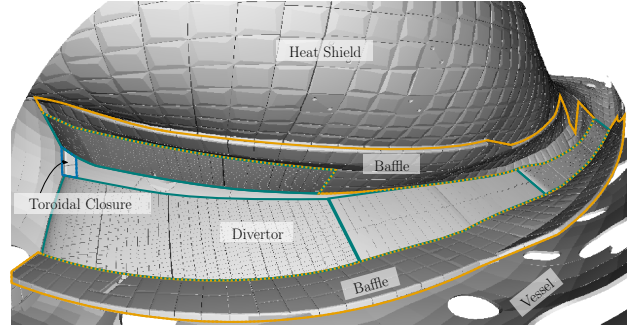 Heat Shield
Baffle
Toroidal Closure
Divertor
Baffle
Vessel